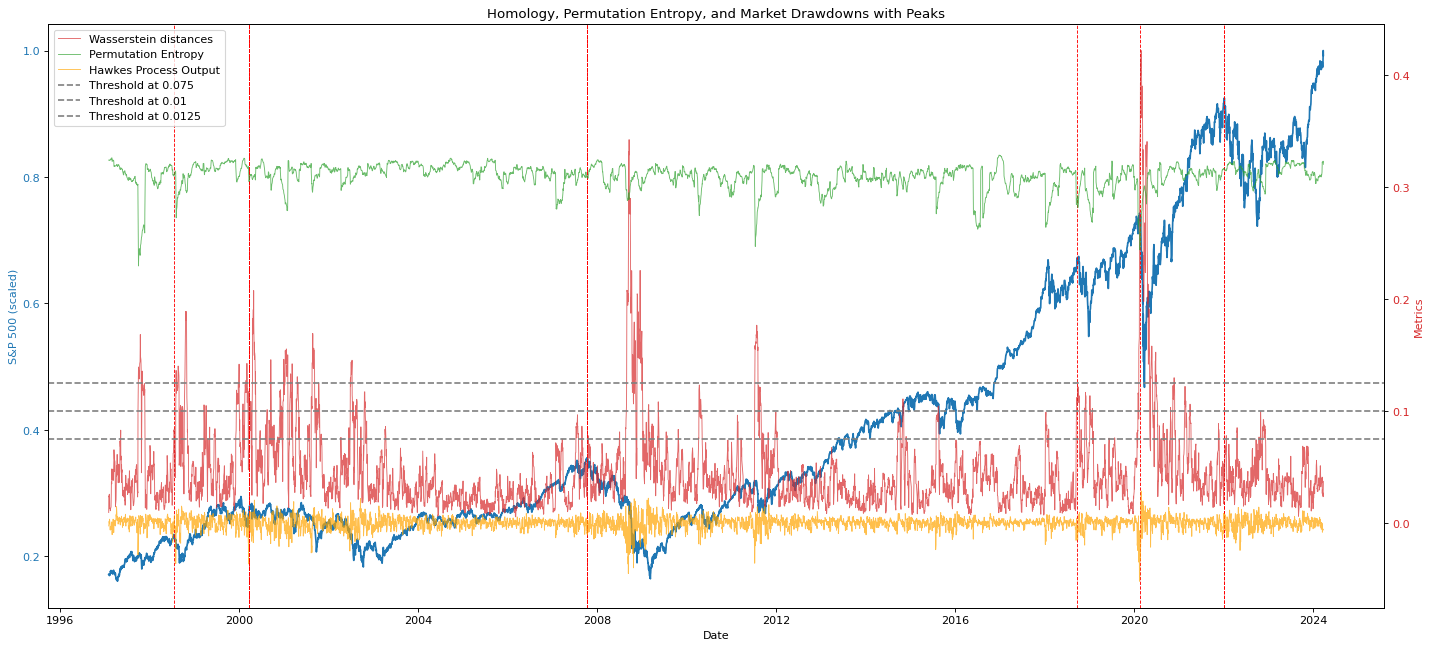 Homology, Permutation Entropy, and Market Drawdowns with Peaks
Wasserstein distances
Permutation Entropy
Hawkes Process Output
Threshold at 0.075
Threshold at 0.01
Threshold at 0.0125
S&P 500 (scaled)
1.0
0.8
0.6
0.4
0.2
Metrics
0.4
0.3
0.2
0.1
0.0
1996
2000
2004
2008
2012
2016
2020
2024
Date